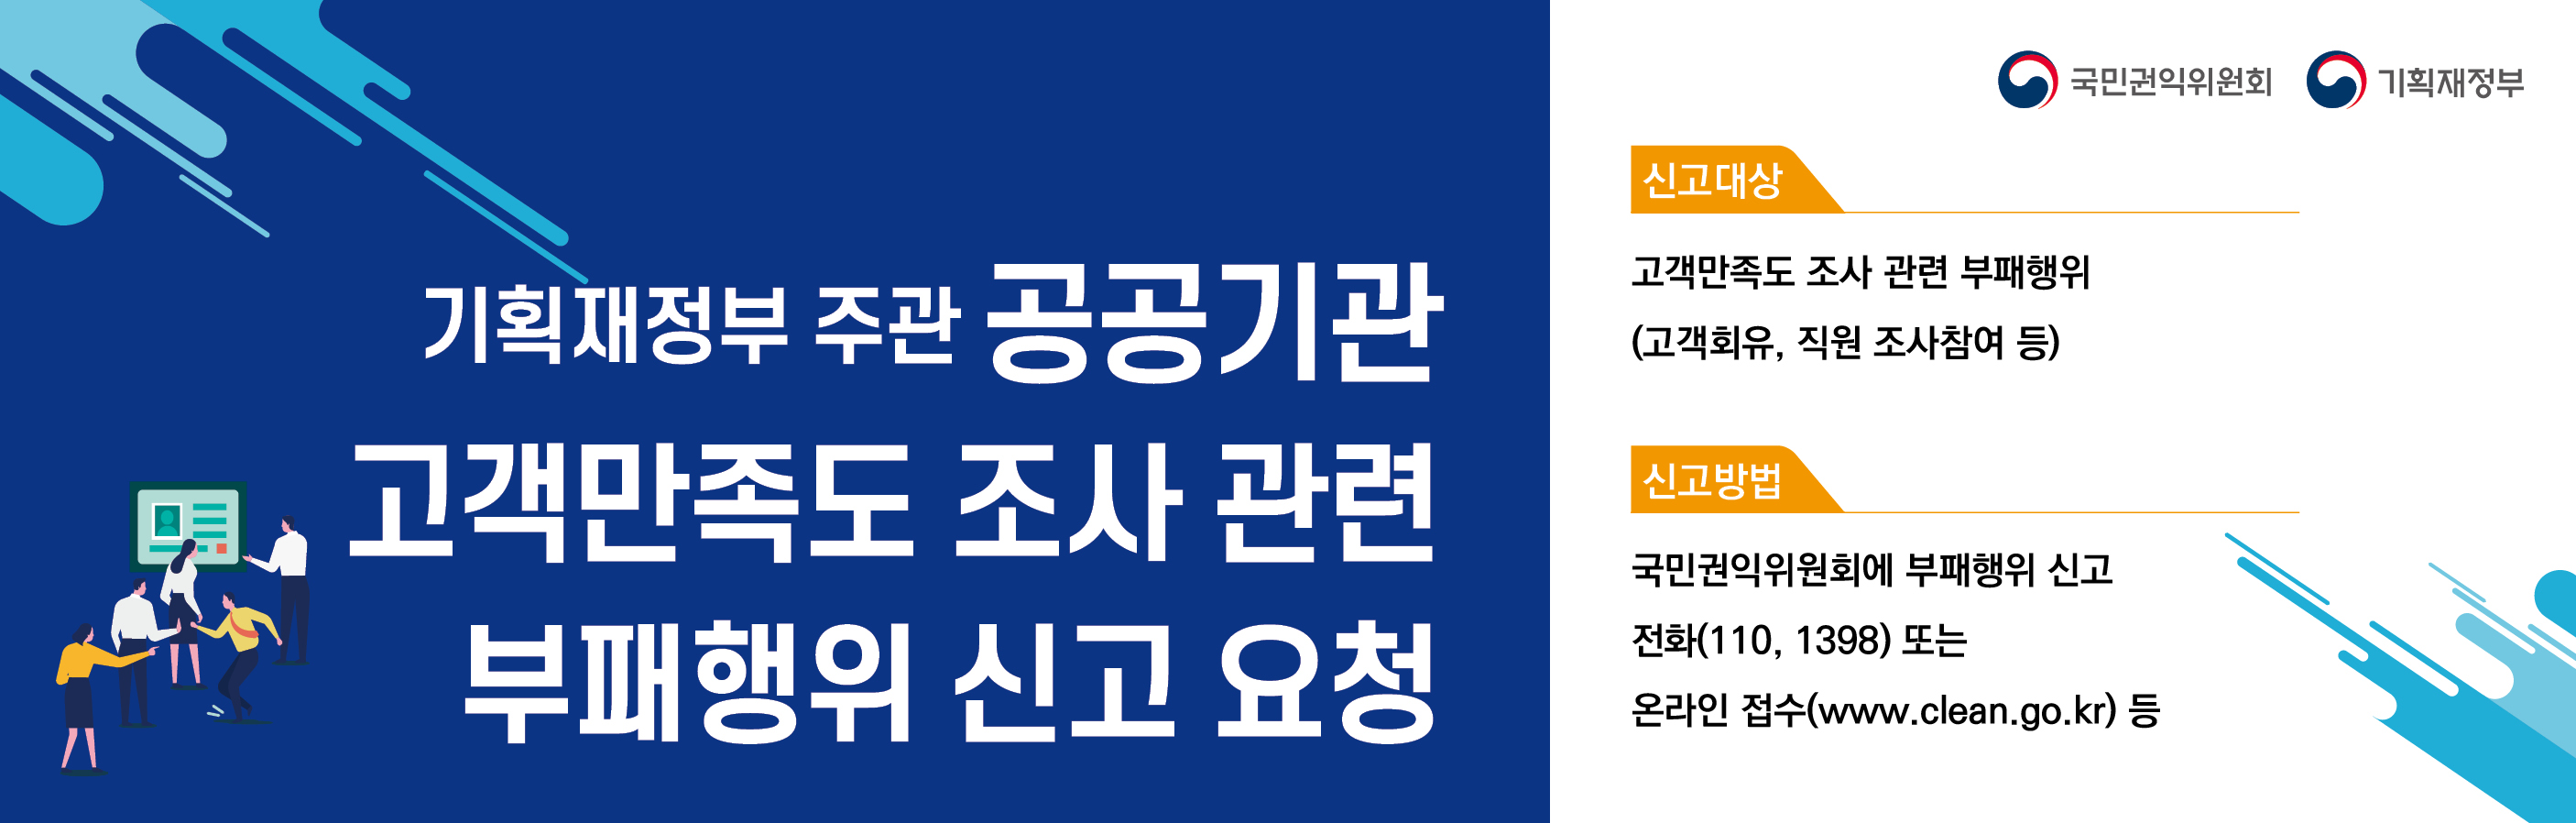 기획재정부 주관 공공기관
고객만족도 조사 관련
부패행위 신고 요청
국민권익위원회 기획재정부
신고대상
고객만족도 조사 관련 부패행위
(고객회유, 직원 조사참여 등)
신고방법
국민권익위원회에 부패행위 신고
전화(110, 1398) 또는
온라인 접수(www.clean.go.kr) 등